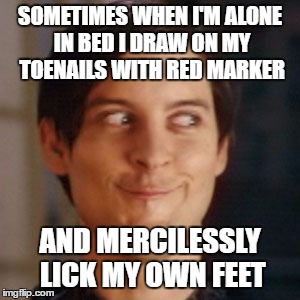 SOMETIMES WHEN I'M ALONE
IN BED I DRAW ON MY
TOENAILS WITH RED MARKER
AND MERCILESSLY
LICK MY OWN FEET
imgflip.com